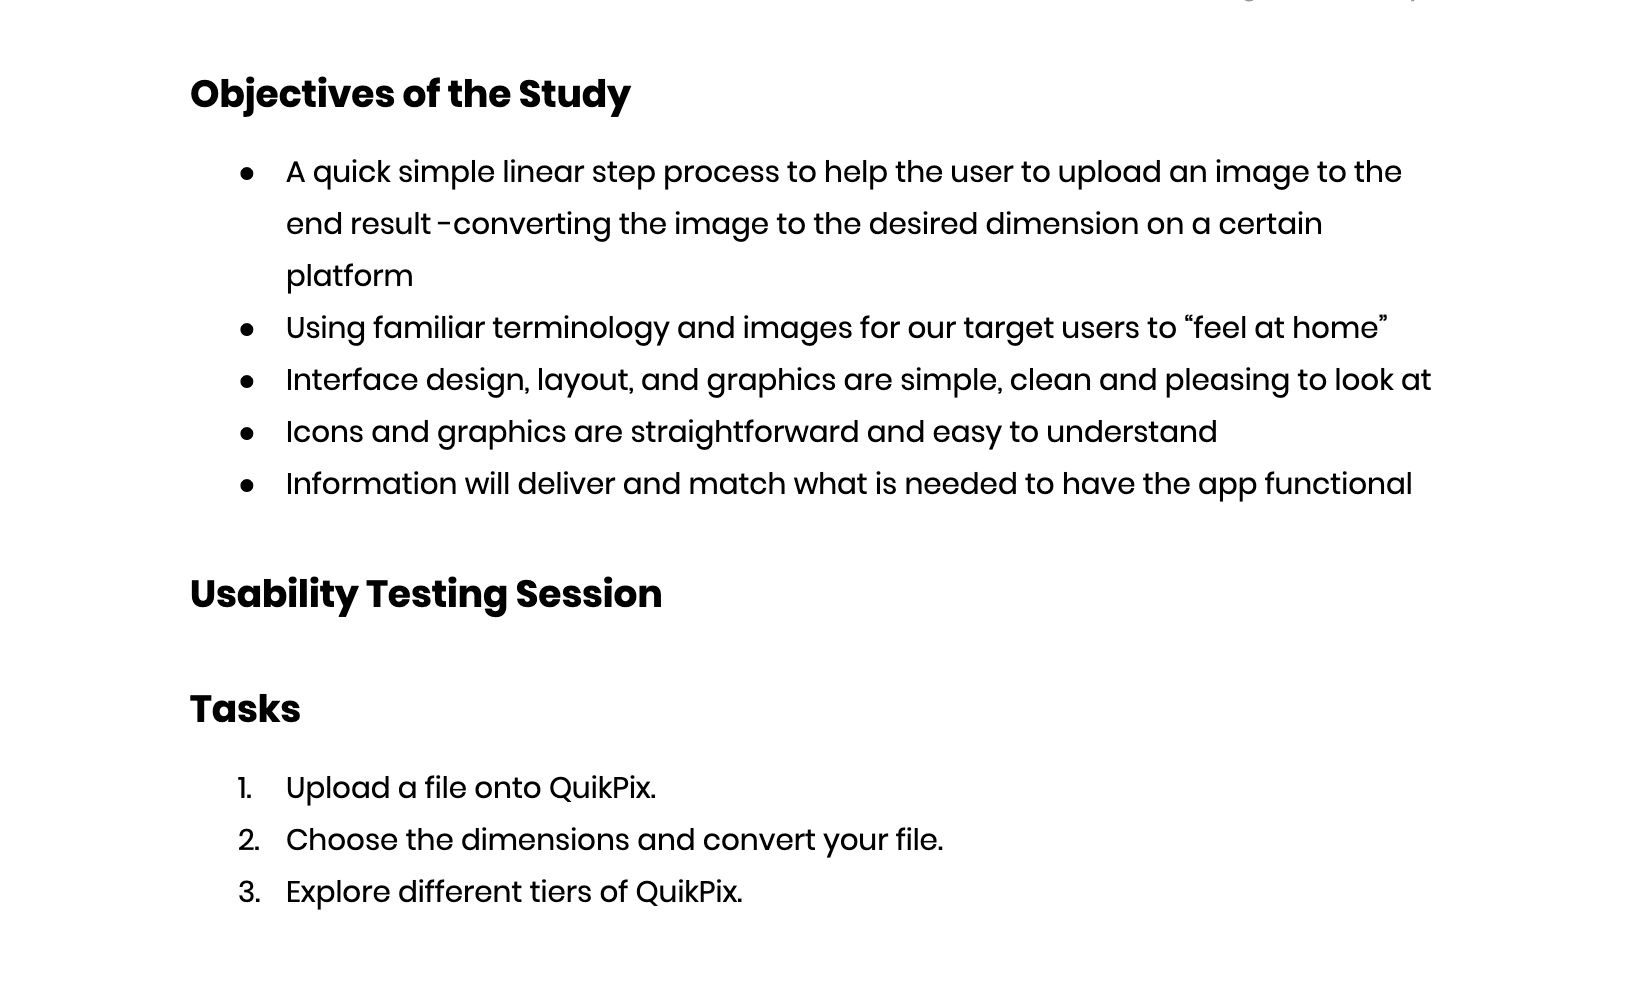 Objectives of the Study
● A quick simple linear step process to help the user to upload an image to the
end result -converting the image to the desired dimension on a certain
platform
● Using familiar terminology and images for our target users to “feel at home”
● Interface design, layout, and graphics are simple, clean and pleasing to look at
● Icons and graphics are straightforward and easy to understand
● Information will deliver and match what is needed to have the app functional
Usability Testing Session
Tasks
1. Upload a file onto QuikPix.
2. Choose the dimensions and convert your file.
3. Explore different tiers of QuikPix.